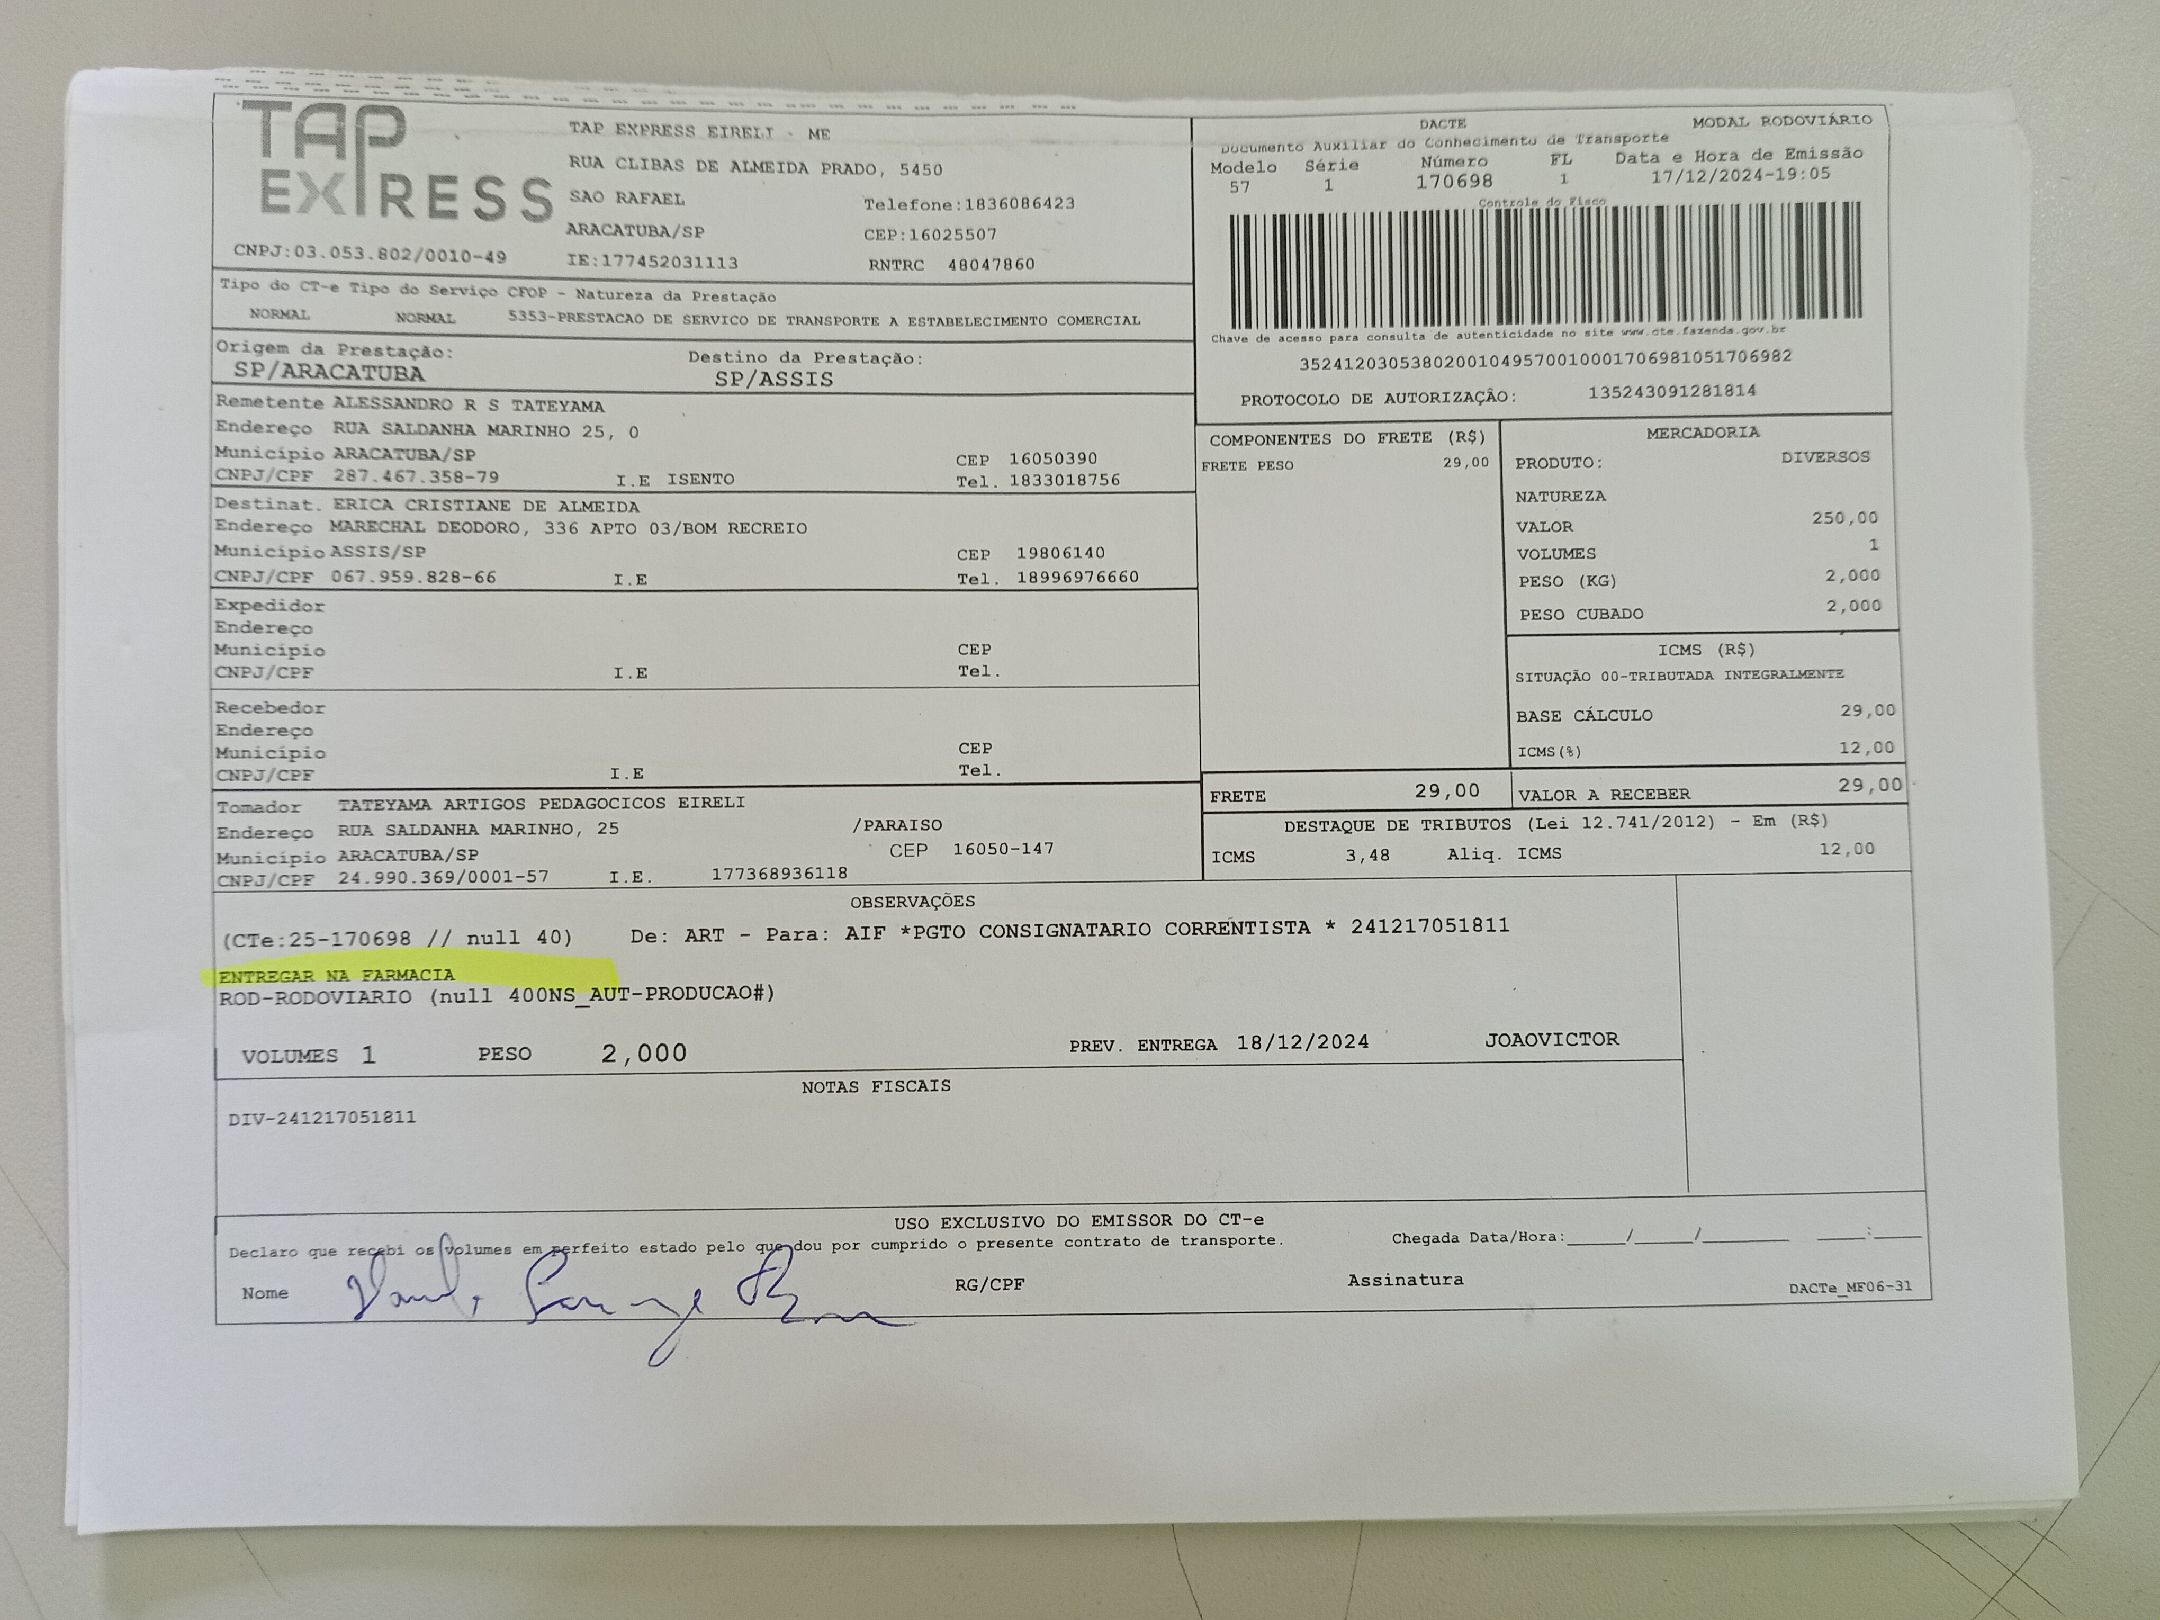 TAP EXPRESS
TAP EXPRESS EIRELI - ME
RUA CLIBAS DE ALMEIDA PRADO, 5450
SAO RAFAEL
Telefone:1836086423
ARACATUBA/SP
CEP:16025507
CNPJ:03.053.802/0010-49
IE:177452031113
RNTRC 48047860
DACTE
MODAL RODOVIÁRIO
Documento Auxiliar do Conhecimento de Transporte
Modelo Série Número FL Data e Hora de Emissão
57 1 170698 1 17/12/2024-19:05
Controle do Fisco
Chave de acesso para consulta de autenticidade no site www.cte.fazenda.gov.br
35241203053802001049570010001706981051706982
PROTOCOLO DE AUTORIZAÇÃO: 135243091281814
Tipo do CT-e Tipo do Serviço CFOP - Natureza da Prestação
NORMAL NORMAL 5353-PRESTACAO DE SERVICO DE TRANSPORTE A ESTABELECIMENTO COMERCIAL
Origem da Prestação: Destino da Prestação:
SP/ARACATUBA SP/ASSIS
Remetente ALESSANDRO R S TATEYAMA
Endereço RUA SALDANHA MARINHO 25, 0
Município ARACATUBA/SP CEP 16050390
CNPJ/CPF 287.467.358-79 I.E ISENTO Tel. 1833018756
Destinat. ERICA CRISTIANE DE ALMEIDA
Endereço MARECHAL DEODORO, 336 APTO 03/BOM RECREIO
Município ASSIS/SP CEP 19806140
CNPJ/CPF 067.959.828-66 I.E Tel. 18996976660
Expedidor
Endereço
Município CEP
CNPJ/CPF I.E Tel.
Recebedor
Endereço
Município CEP
CNPJ/CPF I.E Tel.
Tomador TATEYAMA ARTIGOS PEDAGOCICOS EIRELI
Endereço RUA SALDANHA MARINHO, 25 /PARAISO
Município ARACATUBA/SP CEP 16050-147
CNPJ/CPF 24.990.369/0001-57 I.E. 177368936118
COMPONENTES DO FRETE (R$)
FRETE PESO 29,00
MERCADORIA
PRODUTO: DIVERSOS
NATUREZA
VALOR 250,00
VOLUMES 1
PESO (KG) 2,000
PESO CUBADO 2,000
ICMS (R$)
SITUAÇÃO 00-TRIBUTADA INTEGRALMENTE
BASE CÁLCULO 29,00
ICMS(%) 12,00
FRETE 29,00 VALOR A RECEBER 29,00
DESTAQUE DE TRIBUTOS (Lei 12.741/2012) - Em (R$)
ICMS 3,48 Aliq. ICMS 12,00
OBSERVAÇÕES
(CTe:25-170698 // null 40) De: ART - Para: AIF *PGTO CONSIGNATARIO CORRENTISTA * 241217051811
ENTREGAR NA FARMACIA
ROD-RODOVIARIO (null 400NS_AUT-PRODUCAO#)
VOLUMES 1 PESO 2,000 PREV. ENTREGA 18/12/2024 JOAOVICTOR
NOTAS FISCAIS
DIV-241217051811
USO EXCLUSIVO DO EMISSOR DO CT-e
Declaro que recebi os volumes em perfeito estado pelo que dou por cumprido o presente contrato de transporte.
Chegada Data/Hora:_____/_____/_______ ____:____
Nome RG/CPF Assinatura
DACTe_MF06-31